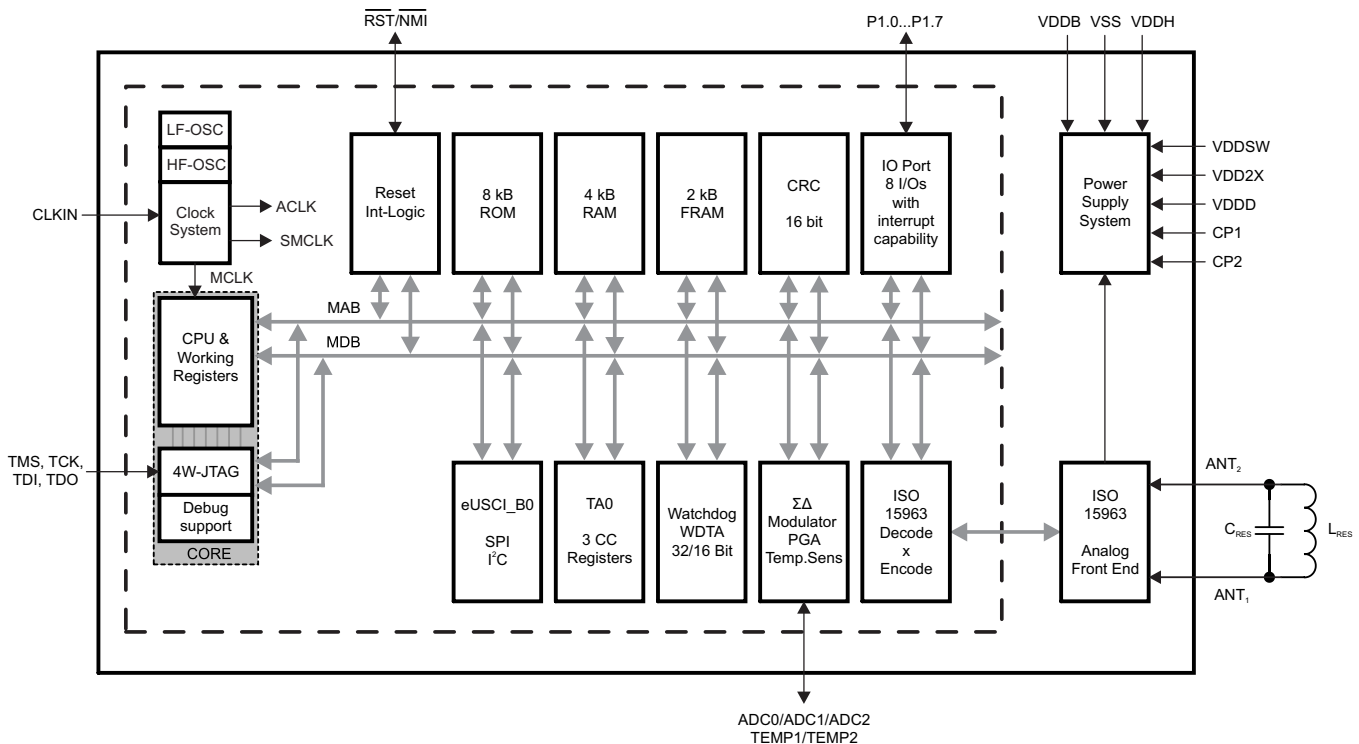 RST/NMI
P1.0...P1.7
VDDB VSS VDDH
LF-OSC
HF-OSC
Clock
System
CLKIN
ACLK
SMCLK
MCLK
Reset
Int-Logic
8 kB
ROM
4 kB
RAM
2 kB
FRAM
CRC
16 bit
IO Port
8 I/Os
with
interrupt
capability
Power
Supply
System
VDDSW
VDD2X
VDDD
CP1
CP2
MAB
MDB
CPU &
Working
Registers
TMS, TCK,
TDI, TDO
4W-JTAG
Debug
support
CORE
eUSCI_B0
SPI
I²C
TA0
3 CC
Registers
Watchdog
WDTA
32/16 Bit
ΣΔ
Modulator
PGA
Temp.Sens
ISO
15963
Decode
x
Encode
ISO
15963
Analog
Front End
ANT₂
C_RES
L_RES
ANT₁
ADC0/ADC1/ADC2
TEMP1/TEMP2